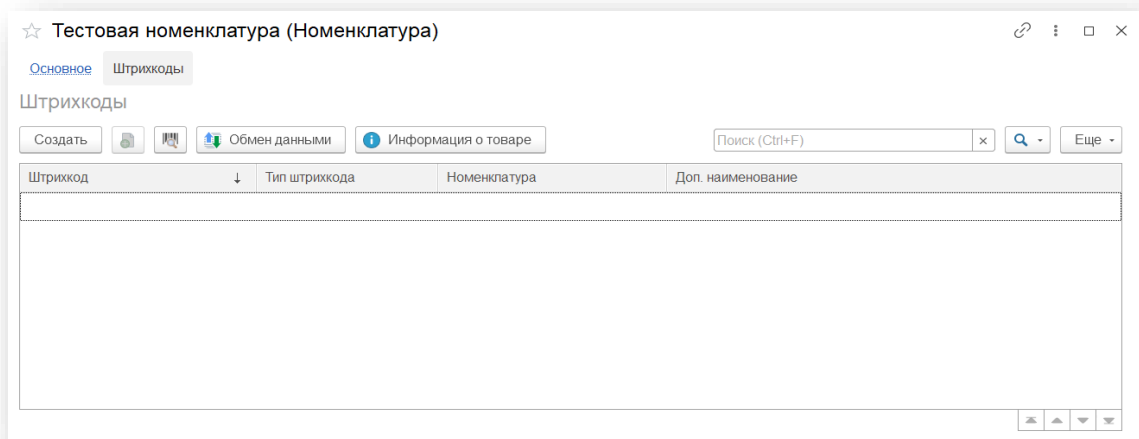 Тестовая номенклатура (Номенклатура)
Основное Штрихкоды
Штрихкоды
Создать Обмен данными Информация о товаре Поиск (Ctrl+F) Еще
Штрихкод Тип штрихкода Номенклатура Доп. наименование